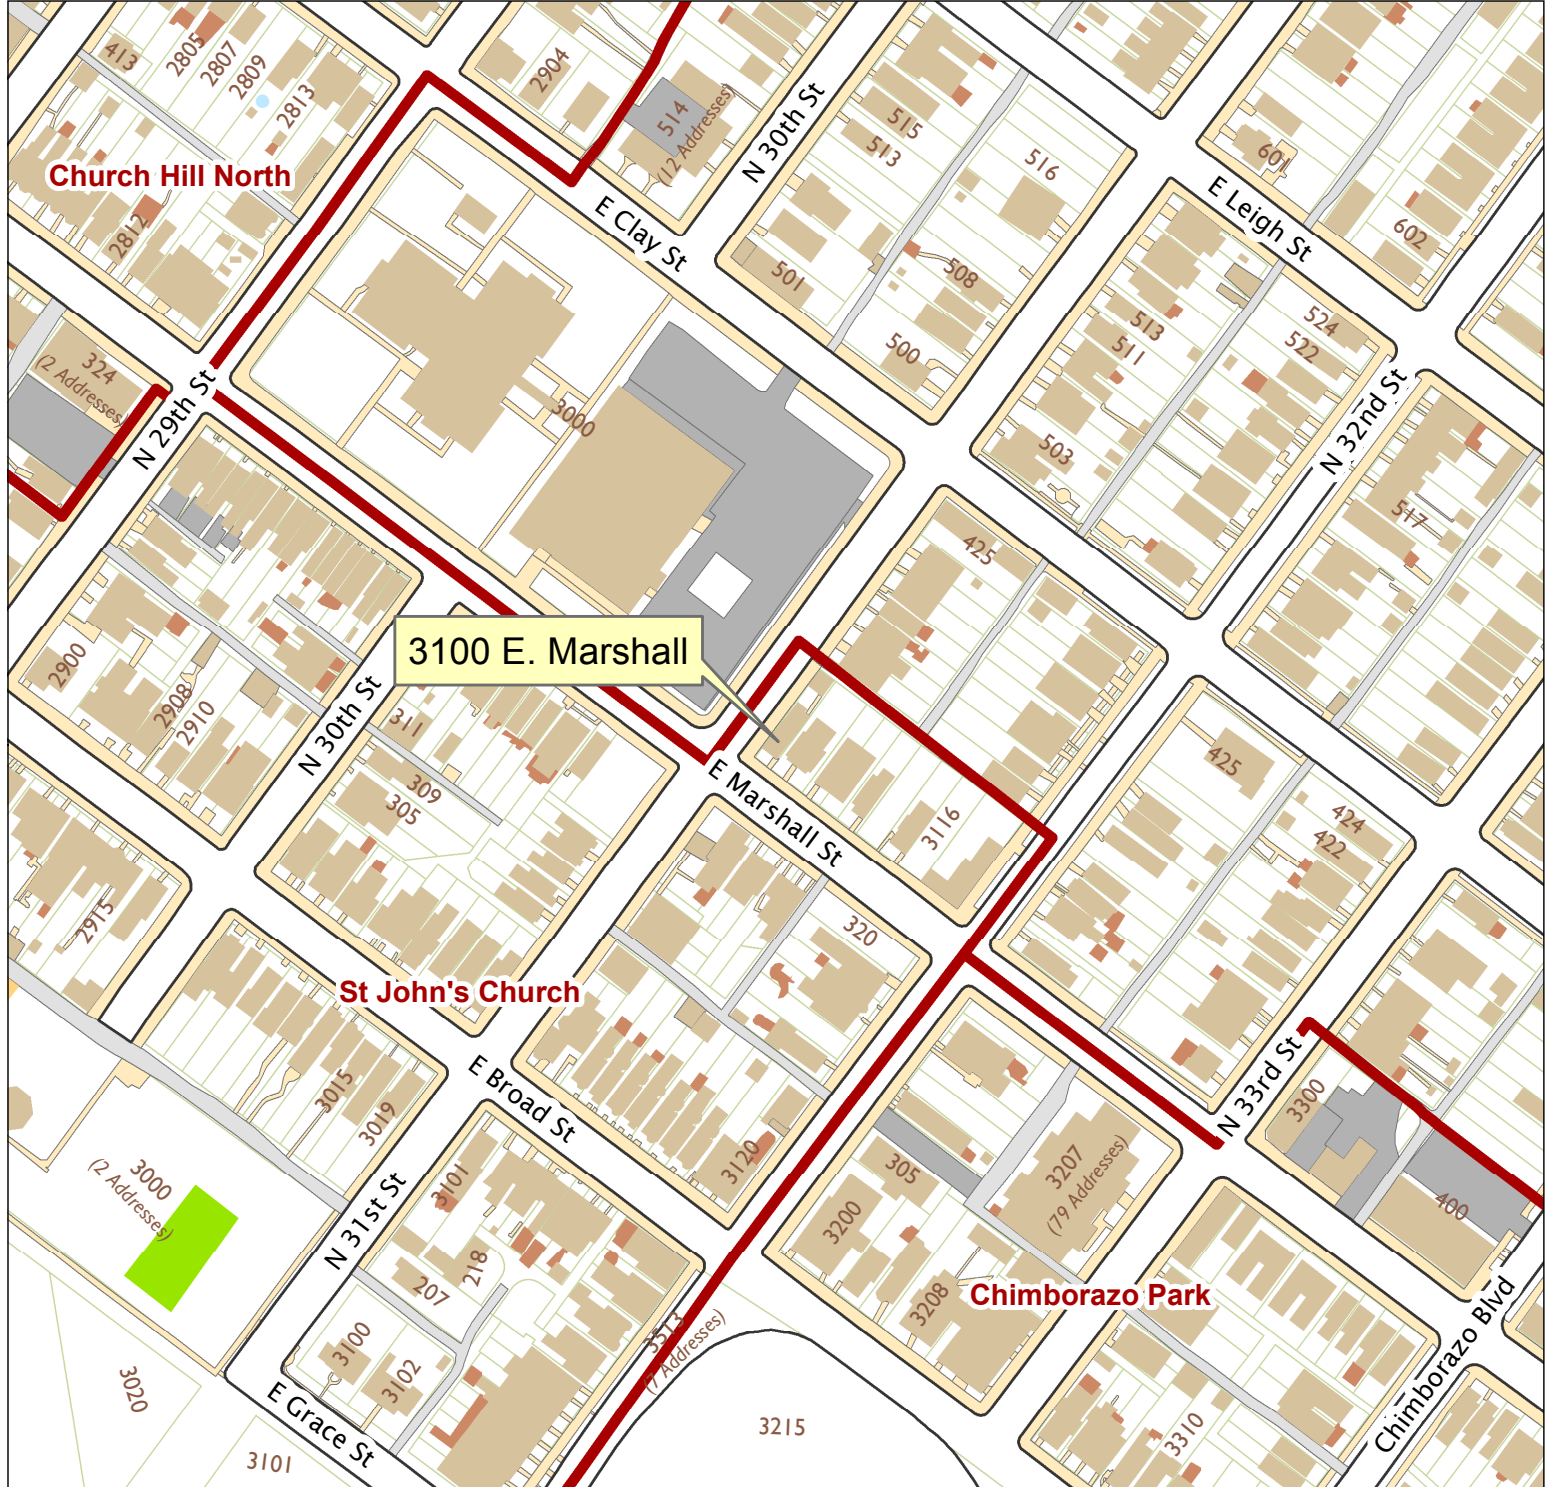 413
2805
2807
2809
2813
2904
514
(12 Addresses)
N 30th St
515
513
516
601
E Leigh St
602
Church Hill North
2812
E Clay St
501
508
500
513
511
524
522
324
(2 Addresses)
N 29th St
3000
503
N 32nd St
517
425
2900
2908
2910
3100 E. Marshall
N 30th St
311
309
305
E Marshall St
3116
425
424
422
2915
320
St John's Church
3015
3019
E Broad St
3120
N 33rd St
3300
400
305
3207
(79 Addresses)
3000
(2 Addresses)
N 31st St
3101
218
207
3200
3208
Chimborazo Park
3100
3102
3513
(7 Addresses)
3020
E Grace St
3101
3215
3310
Chimborazo Blvd